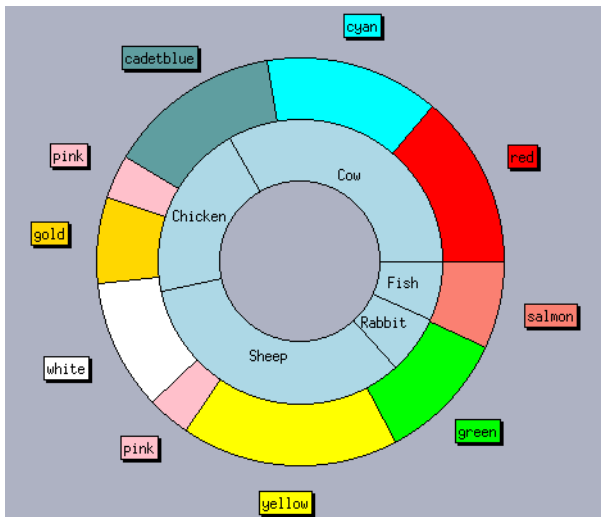 cyan
cadetblue
red
pink
Cow
Chicken
gold
Fish
salmon
Rabbit
Sheep
white
green
pink
yellow